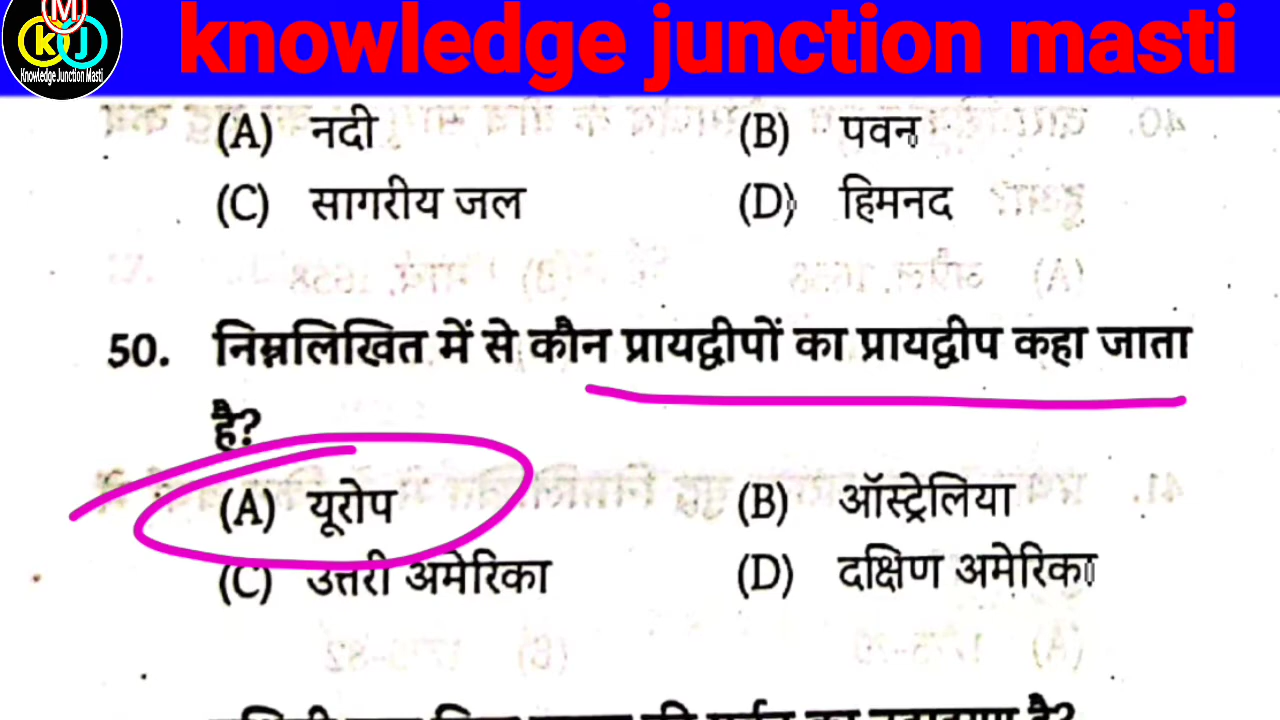 M
KJ
Knowledge Junction Masti
knowledge junction masti
(A) नदी (B) पवन
(C) सागरीय जल (D) हिमनद
50. निम्नलिखित में से कौन प्रायद्वीपों का प्रायद्वीप कहा जाता
है?
(A) यूरोप (B) ऑस्ट्रेलिया
(C) उत्तरी अमेरिका (D) दक्षिण अमेरिका